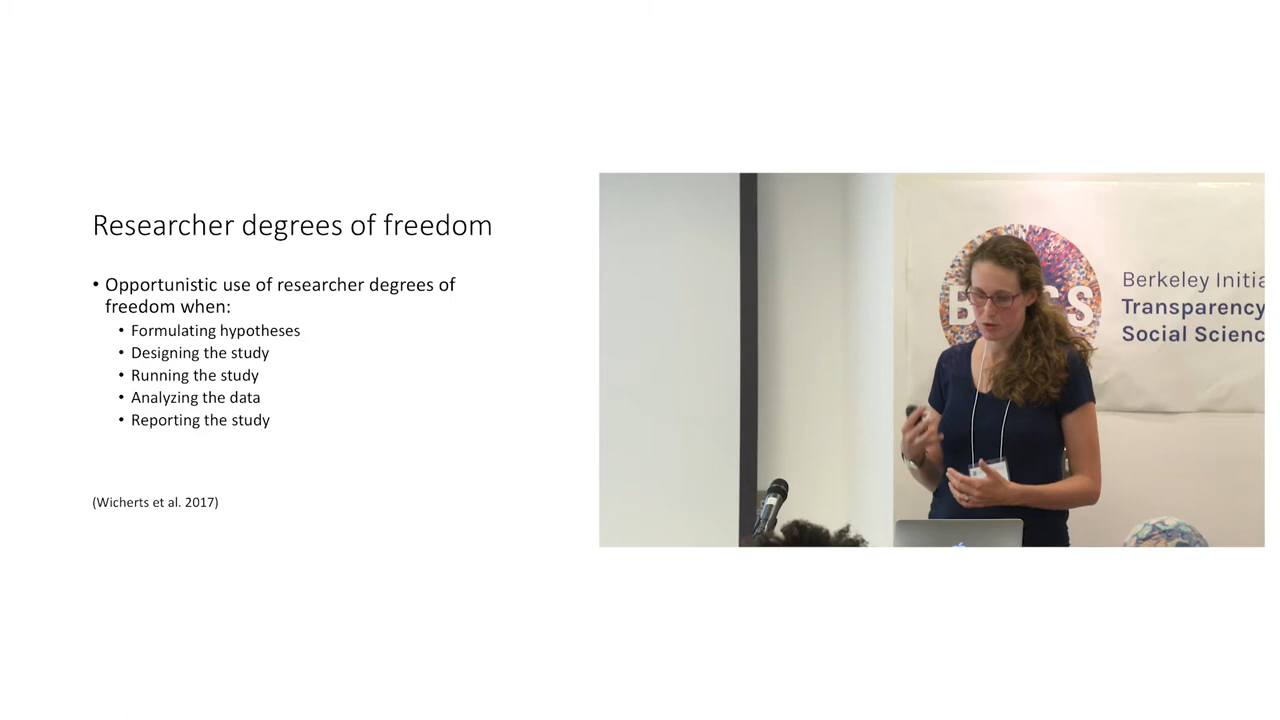 Researcher degrees of freedom
• Opportunistic use of researcher degrees of
freedom when:
• Formulating hypotheses
• Designing the study
• Running the study
• Analyzing the data
• Reporting the study
(Wicherts et al. 2017)
Berkeley Initia
Transparency
Social Scienc